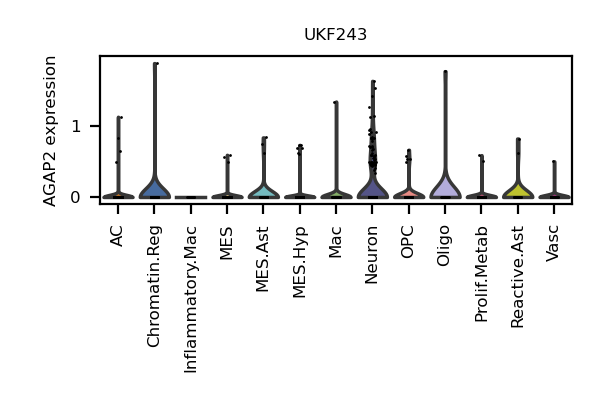 UKF243
AGAP2 expression
1
0
AC
Chromatin.Reg
Inflammatory.Mac
MES
MES.Ast
MES.Hyp
Mac
Neuron
OPC
Oligo
Prolif.Metab
Reactive.Ast
Vasc